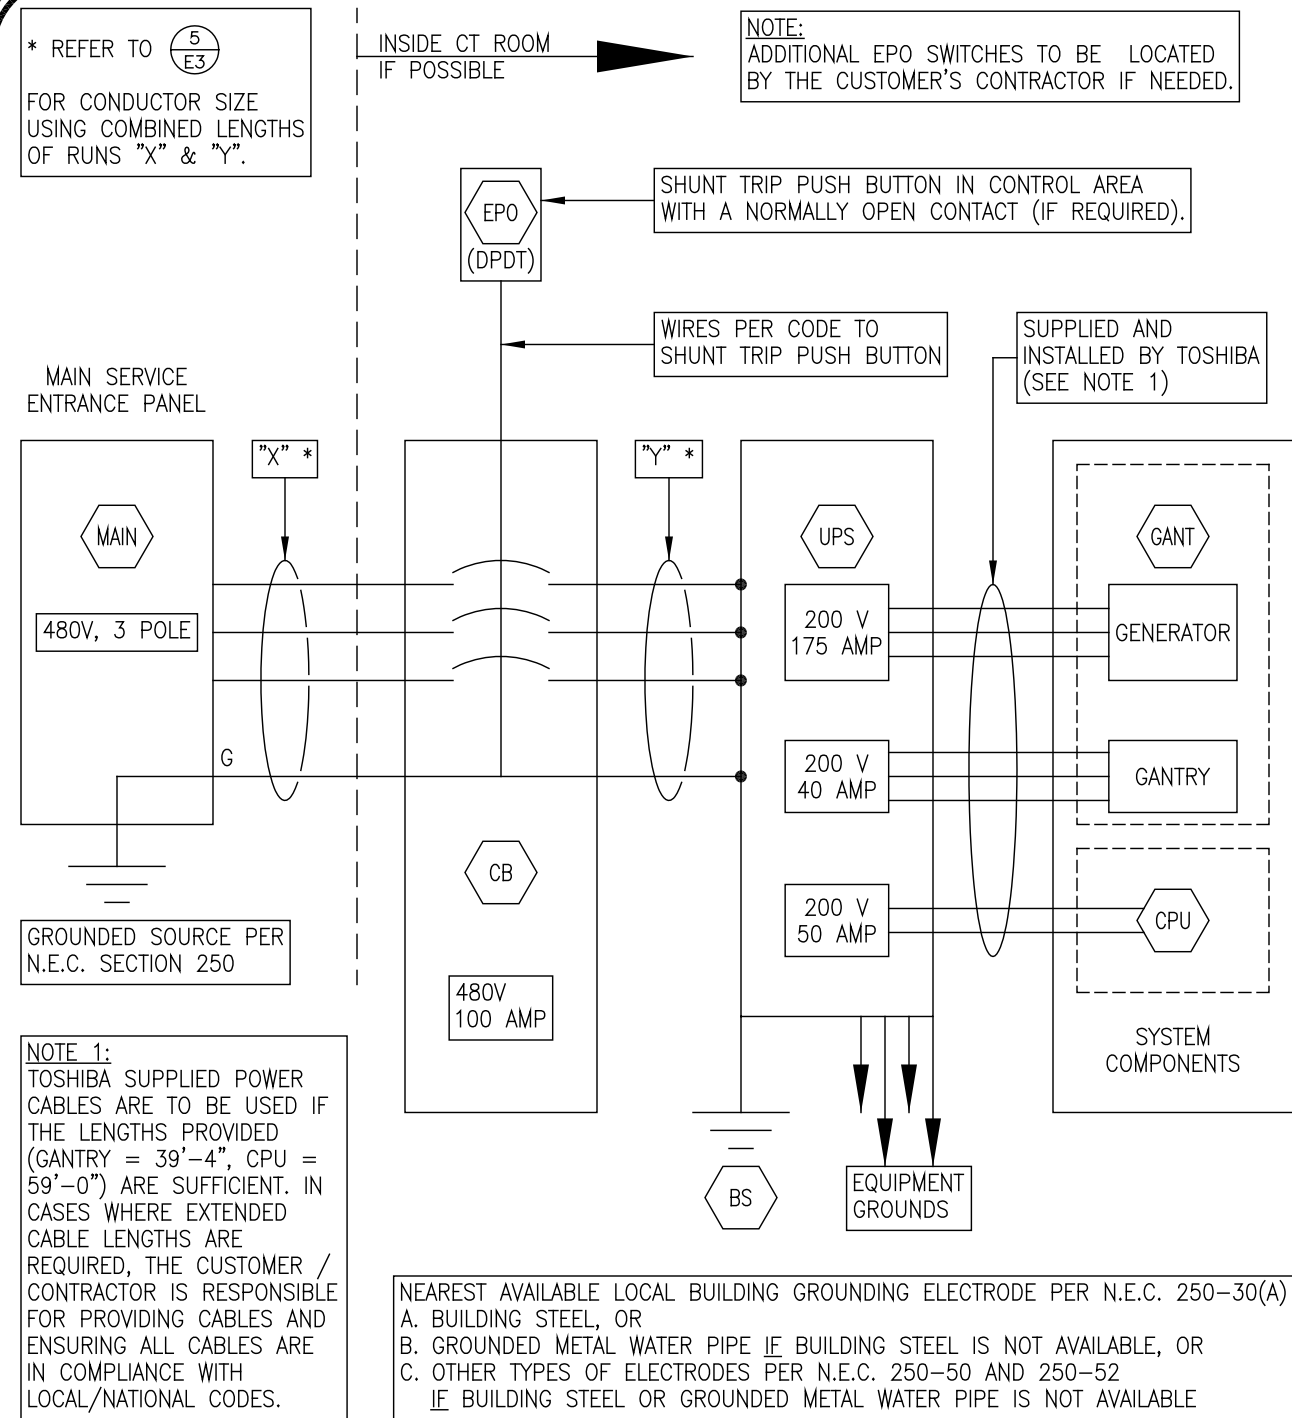 * REFER TO 5
E3
FOR CONDUCTOR SIZE
USING COMBINED LENGTHS
OF RUNS "X" & "Y".
INSIDE CT ROOM
IF POSSIBLE
NOTE:
ADDITIONAL EPO SWITCHES TO BE LOCATED
BY THE CUSTOMER'S CONTRACTOR IF NEEDED.
EPO
(DPDT)
SHUNT TRIP PUSH BUTTON IN CONTROL AREA
WITH A NORMALLY OPEN CONTACT (IF REQUIRED).
WIRES PER CODE TO
SHUNT TRIP PUSH BUTTON
SUPPLIED AND
INSTALLED BY TOSHIBA
(SEE NOTE 1)
MAIN SERVICE
ENTRANCE PANEL
"X" *
"Y" *
MAIN
480V, 3 POLE
G
UPS
200 V
175 AMP
200 V
40 AMP
200 V
50 AMP
GANT
GENERATOR
GANTRY
CPU
SYSTEM
COMPONENTS
CB
480V
100 AMP
GROUNDED SOURCE PER
N.E.C. SECTION 250
BS
EQUIPMENT
GROUNDS
NOTE 1:
TOSHIBA SUPPLIED POWER
CABLES ARE TO BE USED IF
THE LENGTHS PROVIDED
(GANTRY = 39'-4", CPU =
59'-0") ARE SUFFICIENT. IN
CASES WHERE EXTENDED
CABLE LENGTHS ARE
REQUIRED, THE CUSTOMER /
CONTRACTOR IS RESPONSIBLE
FOR PROVIDING CABLES AND
ENSURING ALL CABLES ARE
IN COMPLIANCE WITH
LOCAL/NATIONAL CODES.
NEAREST AVAILABLE LOCAL BUILDING GROUNDING ELECTRODE PER N.E.C. 250-30(A)
A. BUILDING STEEL, OR
B. GROUNDED METAL WATER PIPE IF BUILDING STEEL IS NOT AVAILABLE, OR
C. OTHER TYPES OF ELECTRODES PER N.E.C. 250-50 AND 250-52
IF BUILDING STEEL OR GROUNDED METAL WATER PIPE IS NOT AVAILABLE